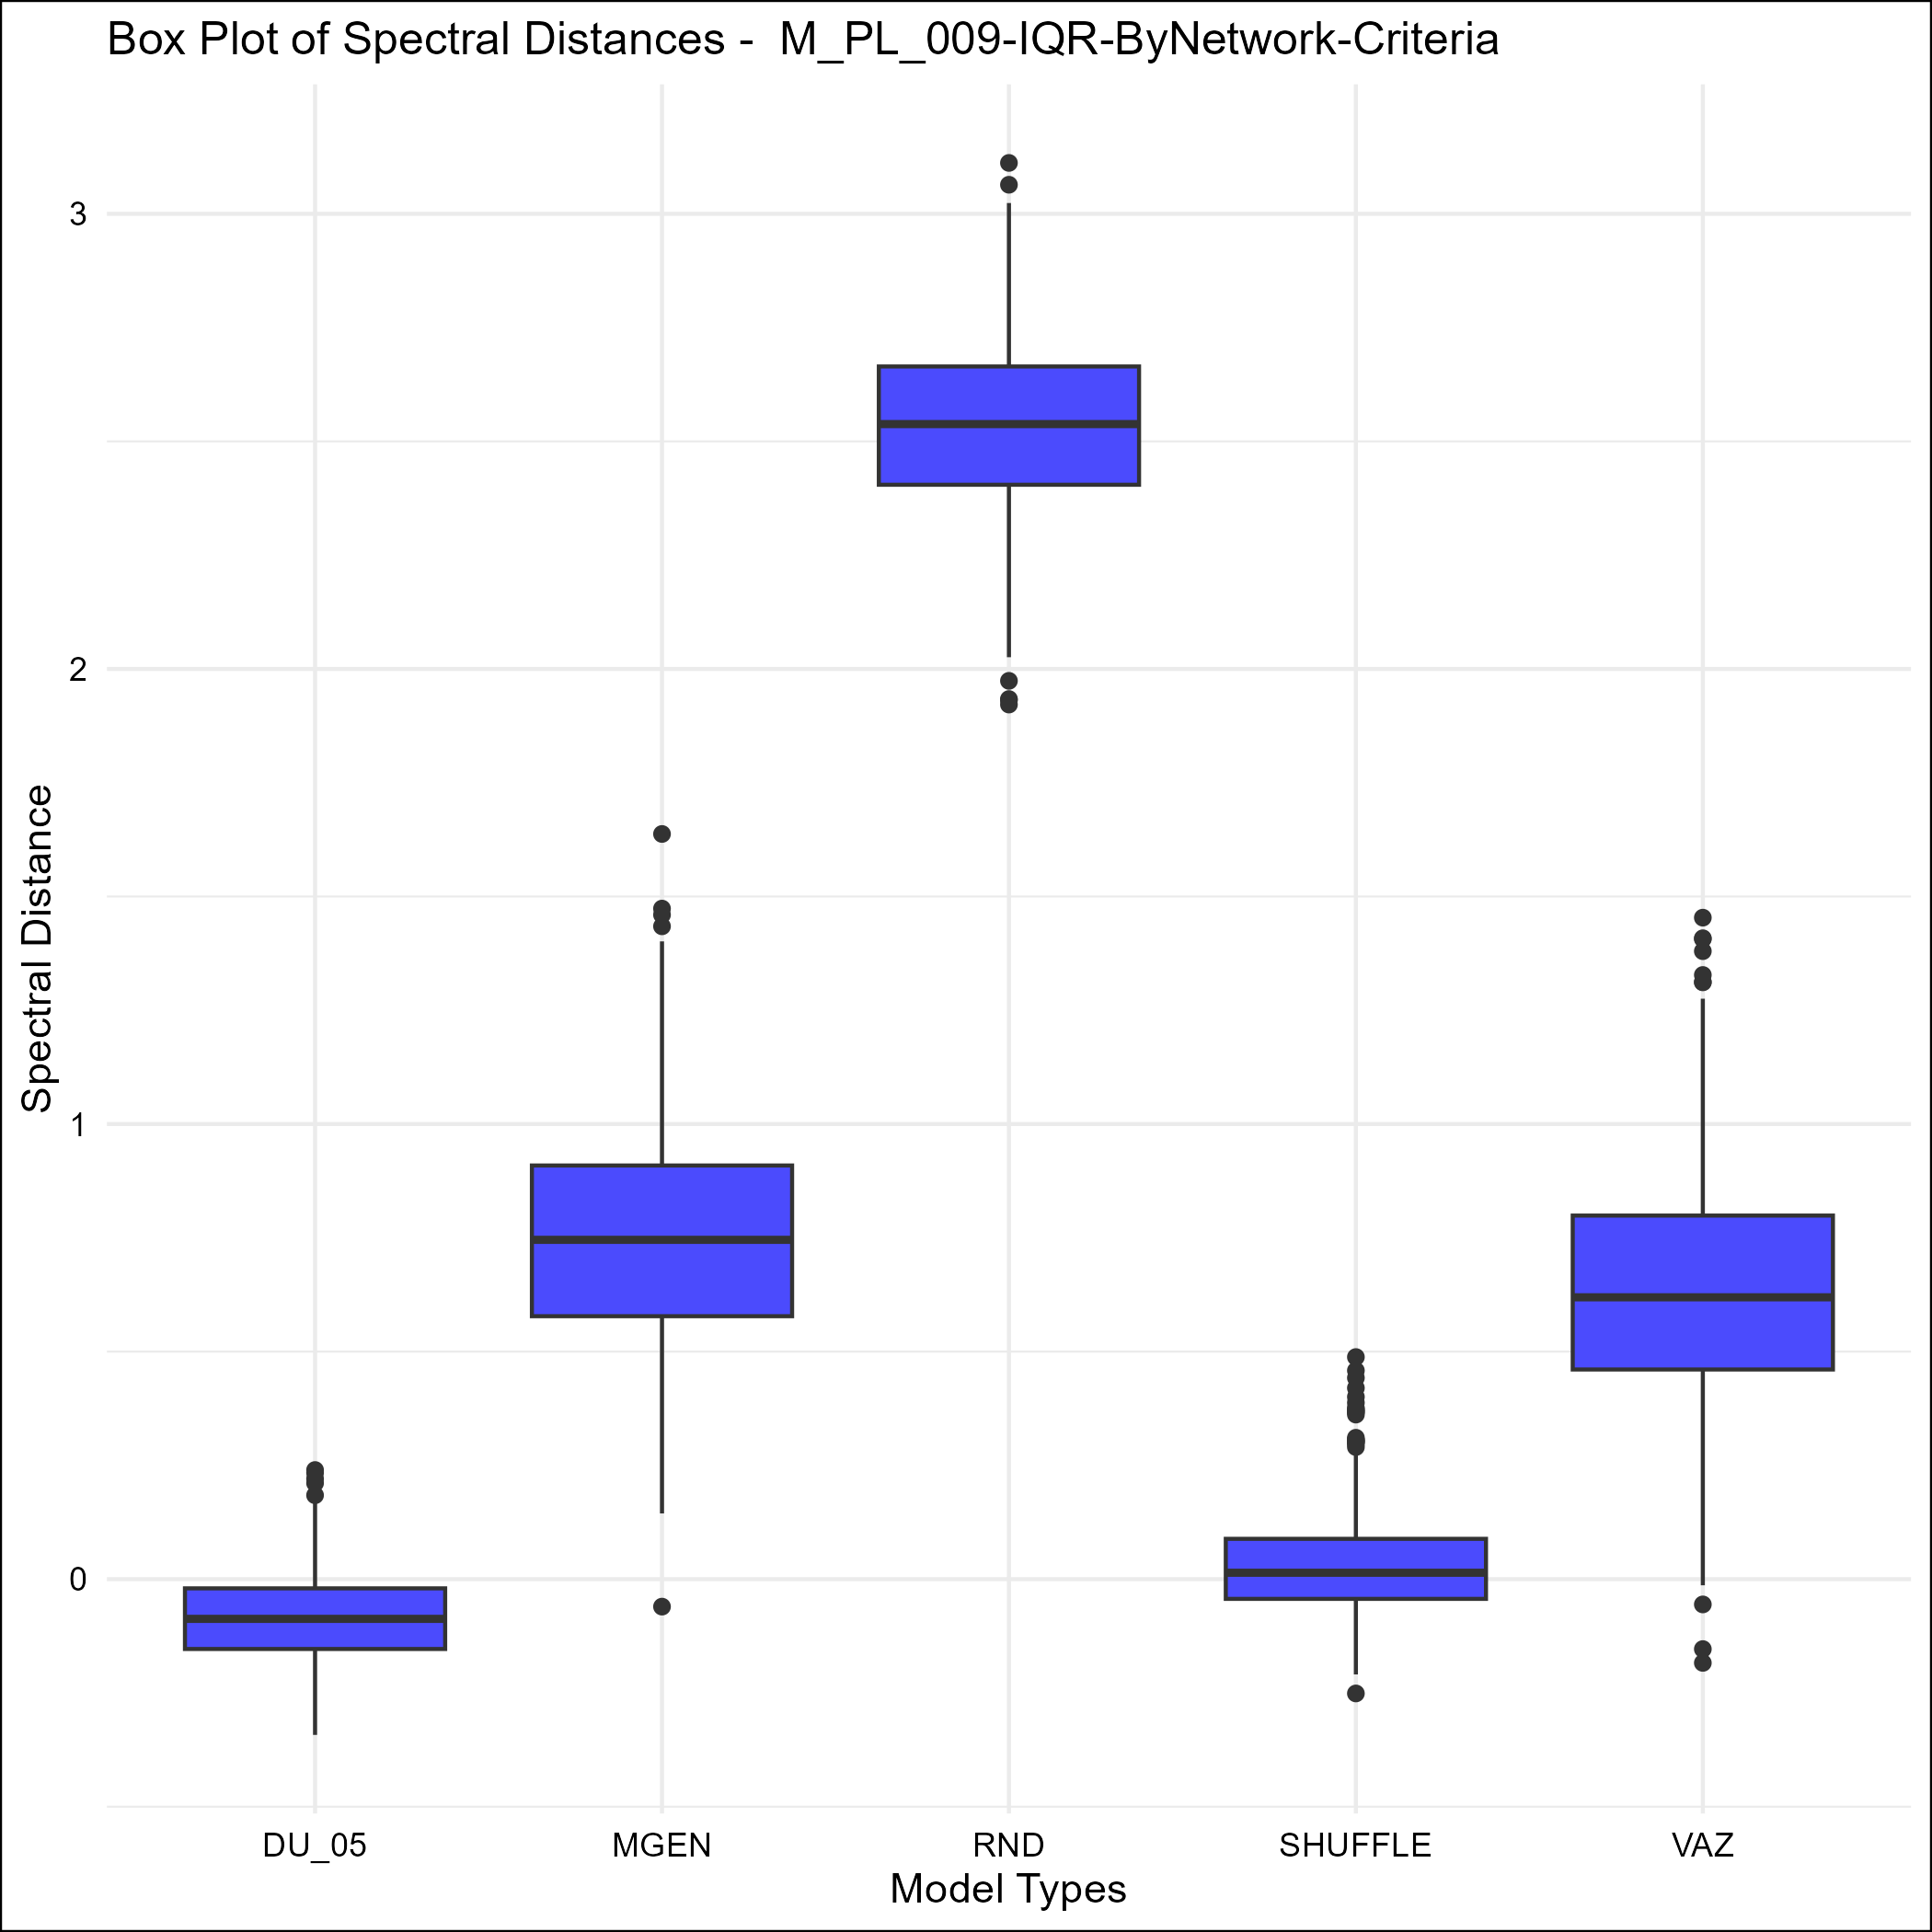 Box Plot of Spectral Distances -  M_PL_009-IQR-ByNetwork-Criteria
3
2
1
0
Spectral Distance
DU_05 MGEN RND SHUFFLE VAZ
Model Types